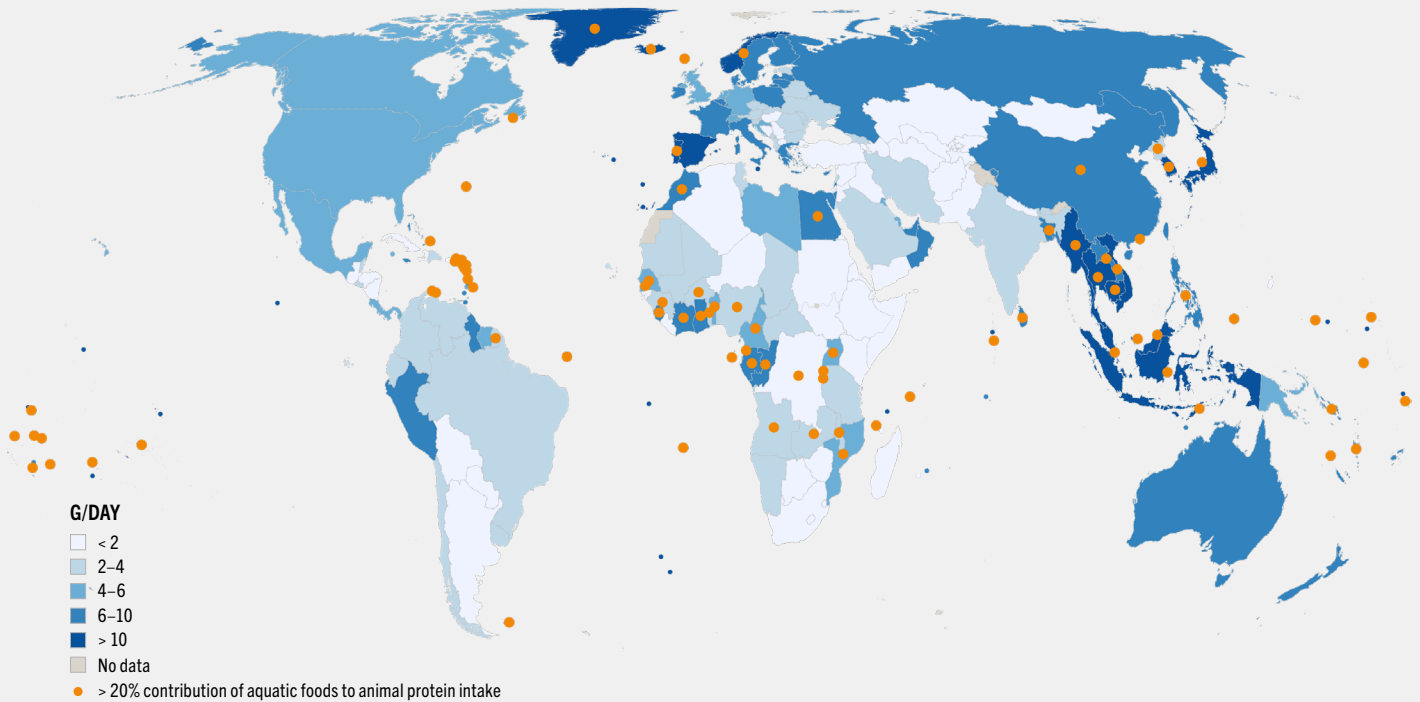 G/DAY
< 2
2–4
4–6
6–10
> 10
No data
> 20% contribution of aquatic foods to animal protein intake